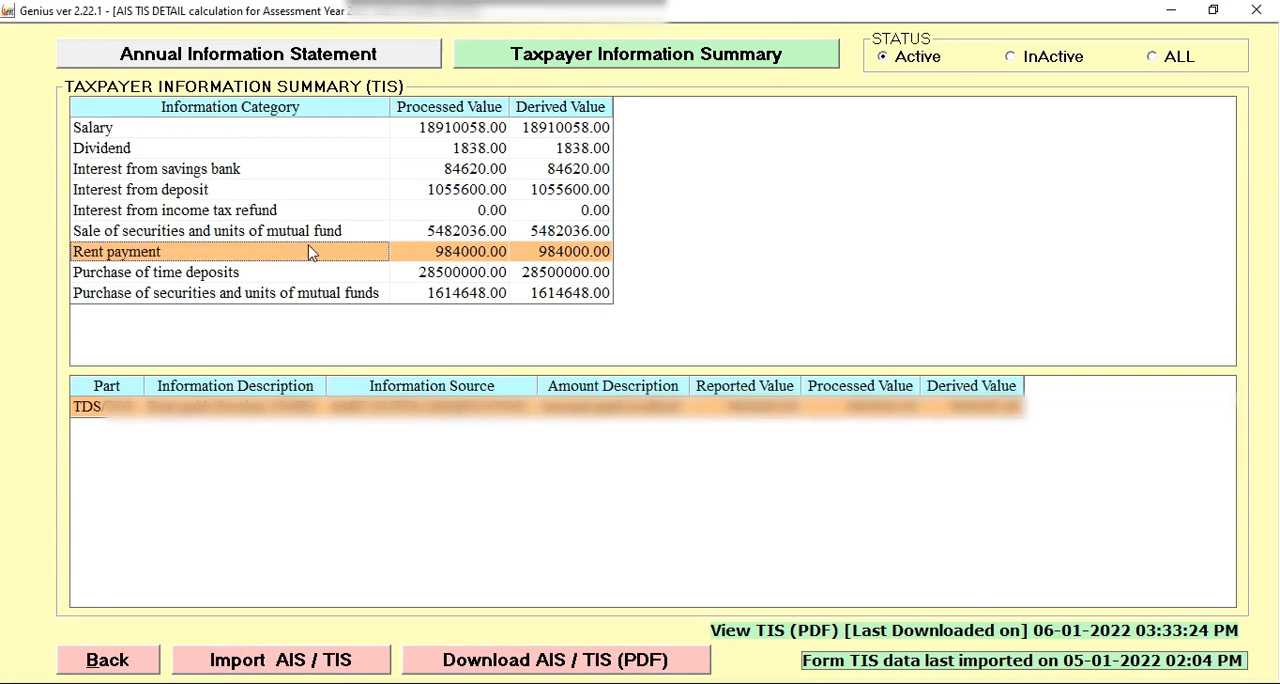 Genius ver 2.22.1 - [AIS TIS DETAIL calculation for Assessment Year
Annual Information Statement Taxpayer Information Summary
STATUS
Active InActive ALL
TAXPAYER INFORMATION SUMMARY (TIS)
Information Category Processed Value Derived Value
Salary 18910058.00 18910058.00
Dividend 1838.00 1838.00
Interest from savings bank 84620.00 84620.00
Interest from deposit 1055600.00 1055600.00
Interest from income tax refund 0.00 0.00
Sale of securities and units of mutual fund 5482036.00 5482036.00
Rent payment 984000.00 984000.00
Purchase of time deposits 28500000.00 28500000.00
Purchase of securities and units of mutual funds 1614648.00 1614648.00
Part Information Description Information Source Amount Description Reported Value Processed Value Derived Value
TDS/
View TIS (PDF) [Last Downloaded on] 06-01-2022 03:33:24 PM
Back Import AIS / TIS Download AIS / TIS (PDF)
Form TIS data last imported on 05-01-2022 02:04 PM